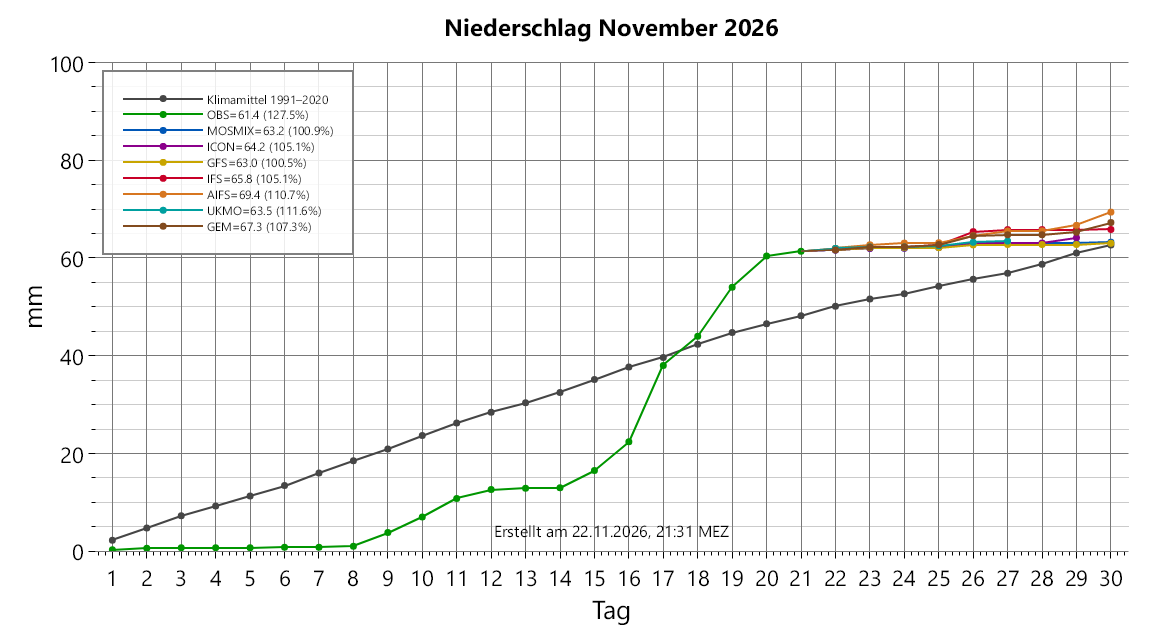 Niederschlag November 2026
100
80
60
40
20
0
mm
Klimamittel 1991–2020
OBS=61.4 (127.5%)
MOSMIX=63.2 (100.9%)
ICON=64.2 (105.1%)
GFS=63.0 (100.5%)
IFS=65.8 (105.1%)
AIFS=69.4 (110.7%)
UKMO=63.5 (111.6%)
GEM=67.3 (107.3%)
Erstellt am 22.11.2026, 21:31 MEZ
1 2 3 4 5 6 7 8 9 10 11 12 13 14 15 16 17 18 19 20 21 22 23 24 25 26 27 28 29 30
Tag